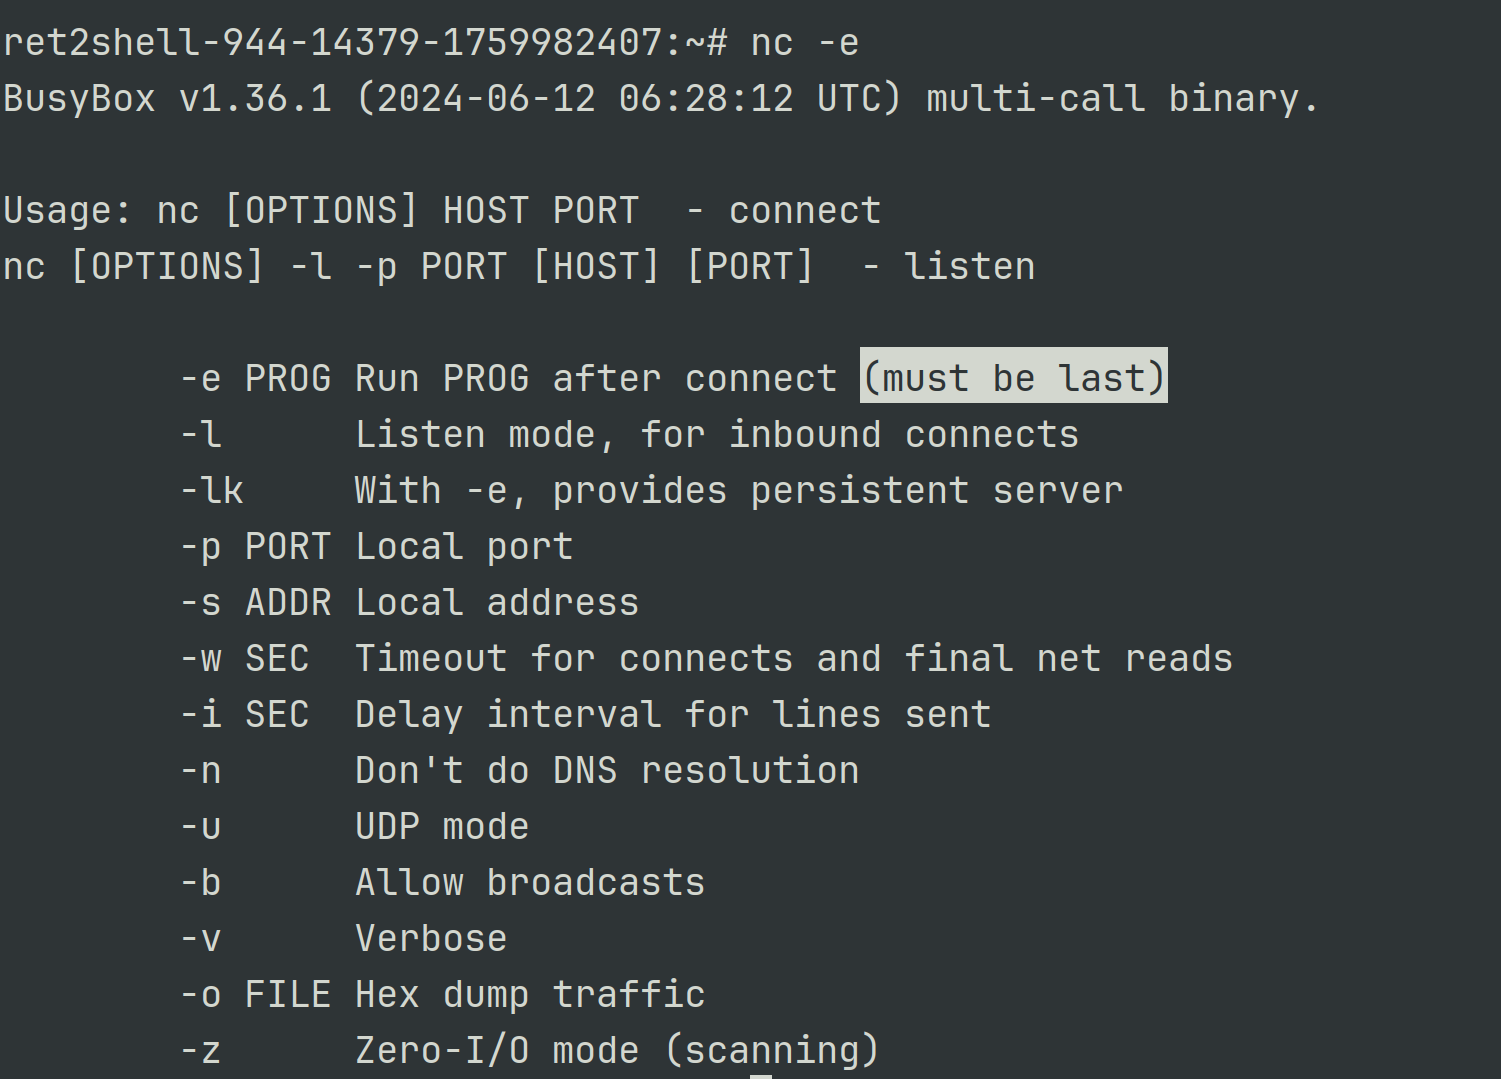 ret2shell-944-14379-1759982407:~# nc -e
BusyBox v1.36.1 (2024-06-12 06:28:12 UTC) multi-call binary.
Usage: nc [OPTIONS] HOST PORT  - connect
nc [OPTIONS] -l -p PORT [HOST] [PORT]  - listen
-e PROG Run PROG after connect (must be last)
-l      Listen mode, for inbound connects
-lk     With -e, provides persistent server
-p PORT Local port
-s ADDR Local address
-w SEC  Timeout for connects and final net reads
-i SEC  Delay interval for lines sent
-n      Don't do DNS resolution
-u      UDP mode
-b      Allow broadcasts
-v      Verbose
-o FILE Hex dump traffic
-z      Zero-I/O mode (scanning)